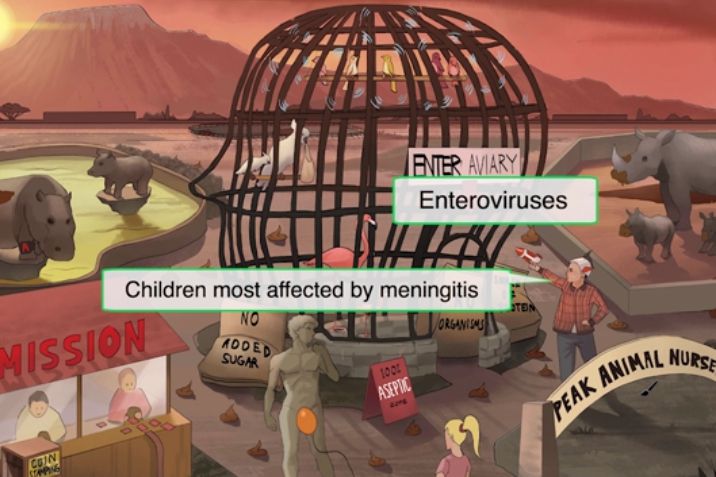 ENTER AVIARY
Enteroviruses
Children most affected by meningitis
NO
ADDED
SUGAR
ORGANISMS
MISSION
100%
ASEPTIC
PEAK ANIMAL NURSE
COIN
STAMPING
A